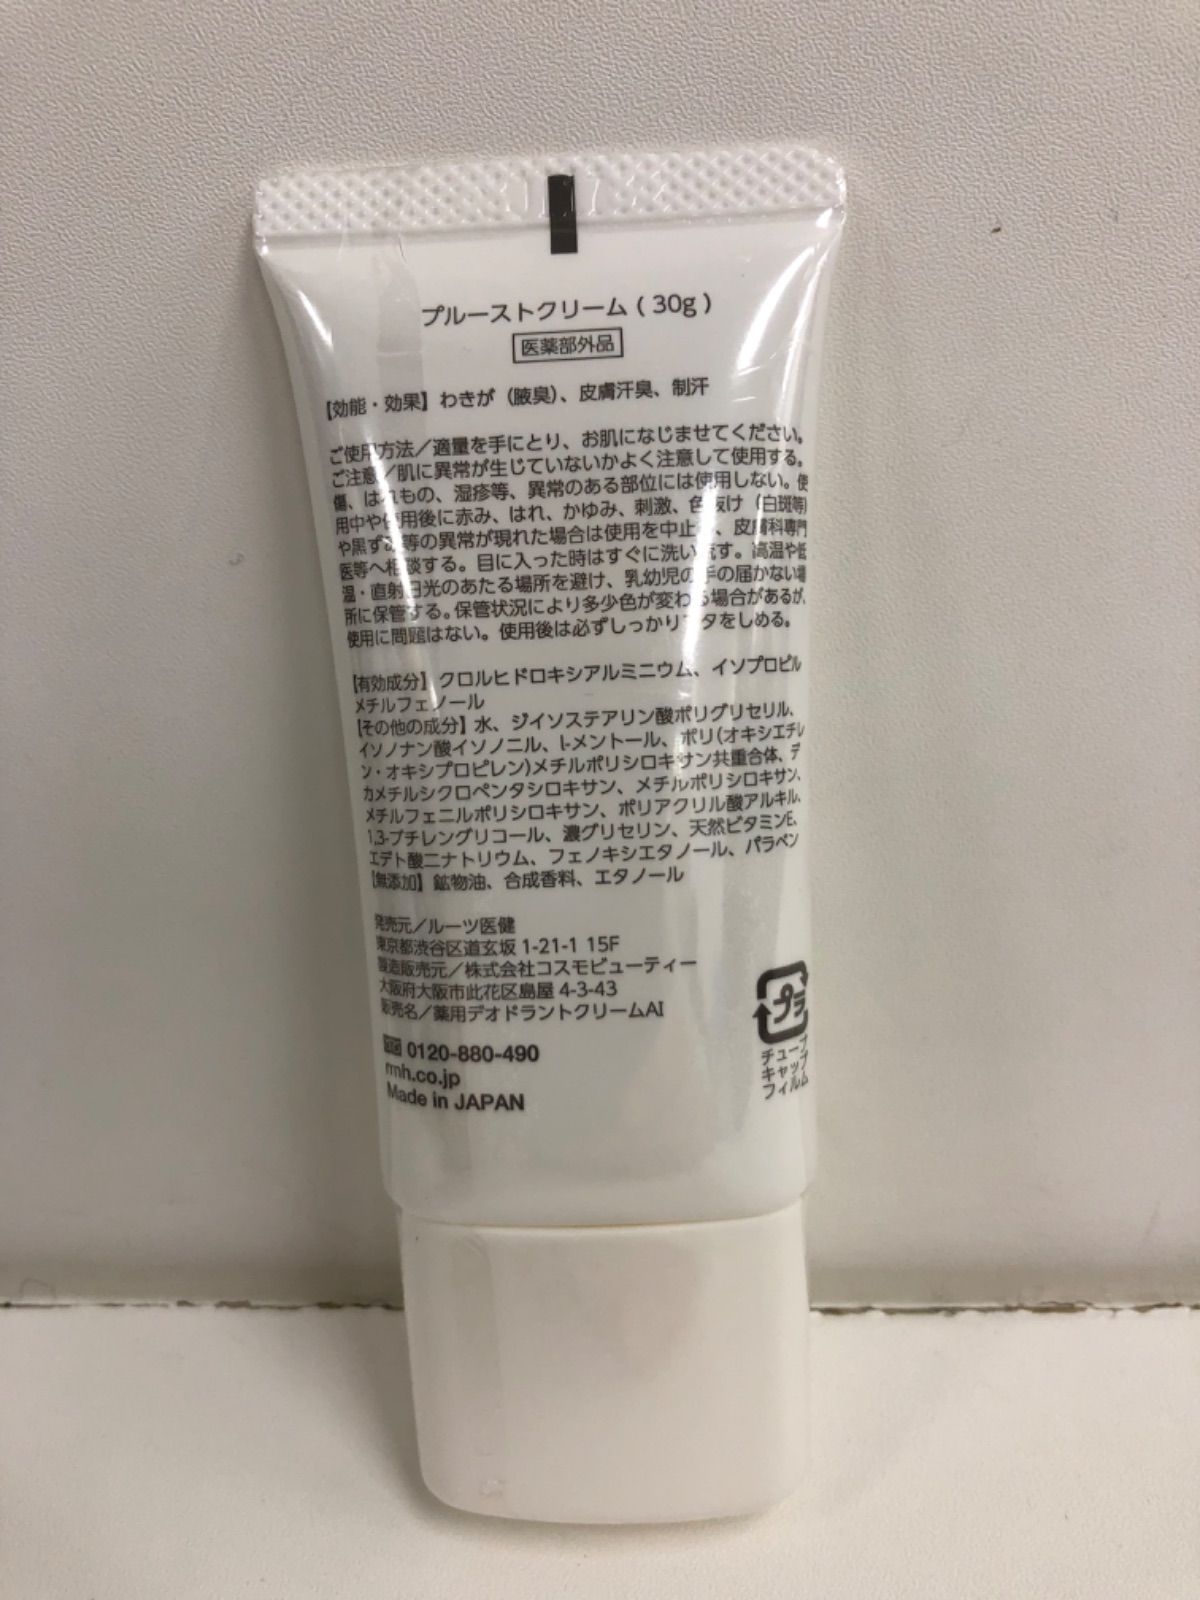 プルーストクリーム ( 30g )
医薬部外品
【効能・効果】わきが（腋臭）、皮膚汗臭、制汗
ご使用方法／適量を手にとり、お肌になじませてください。
ご注意／肌に異常が生じていないかよく注意して使用する。
傷、はれもの、湿疹等、異常のある部位には使用しない。使
用中や使用後に赤み、はれ、かゆみ、刺激、色抜け（白斑等）
や黒ずみ等の異常が現れた場合は使用を中止し、皮膚科専門
医等へ相談する。目に入った時はすぐに洗い流す。高温や低
温・直射日光のあたる場所を避け、乳幼児の手の届かない場
所に保管する。保管状況により多少色が変わる場合があるが、
使用に問題はない。使用後は必ずしっかりフタをしめる。
【有効成分】クロルヒドロキシアルミニウム、イソプロピル
メチルフェノール
【その他の成分】水、ジイソステアリン酸ポリグリセリル、
イソノナン酸イソノニル、l-メントール、ポリ(オキシエチレ
ン・オキシプロピレン)メチルポリシロキサン共重合体、デ
カメチルシクロペンタシロキサン、メチルポリシロキサン、
メチルフェニルポリシロキサン、ポリアクリル酸アルキル、
1,3-ブチレングリコール、濃グリセリン、天然ビタミンE、
エデト酸二ナトリウム、フェノキシエタノール、パラベン
【無添加】鉱物油、合成香料、エタノール
発売元／ルーツ医健
東京都渋谷区道玄坂 1-21-1 15F
製造販売元／株式会社コスモビューティー
大阪府大阪市此花区島屋 4-3-43
販売名／薬用デオドラントクリームAI
0120-880-490
rmh.co.jp
Made in JAPAN
プラ
チューブ
キャップ
フィルム